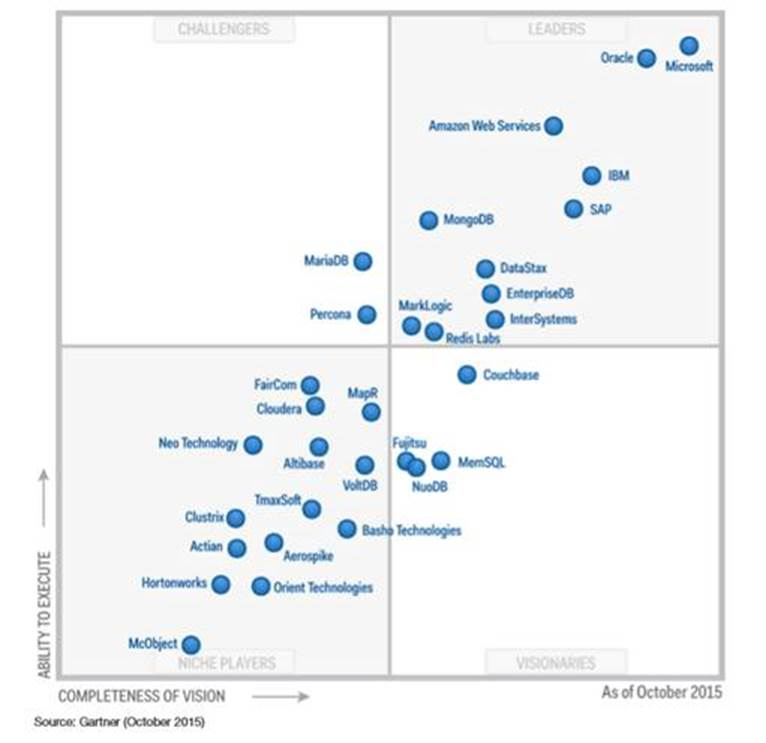 CHALLENGERS
LEADERS
Oracle
Microsoft
Amazon Web Services
IBM
SAP
MongoDB
MariaDB
DataStax
EnterpriseDB
MarkLogic
Percona
InterSystems
Redis Labs
FairCom
Couchbase
MapR
Cloudera
Neo Technology
Fujitsu
Altibase
MemSQL
VoltDB
NuoDB
TmaxSoft
Clustrix
Basho Technologies
Actian
Aerospike
Hortonworks
Orient Technologies
McObject
NICHE PLAYERS
VISIONARIES
ABILITY TO EXECUTE
COMPLETENESS OF VISION
As of October 2015
Source: Gartner (October 2015)